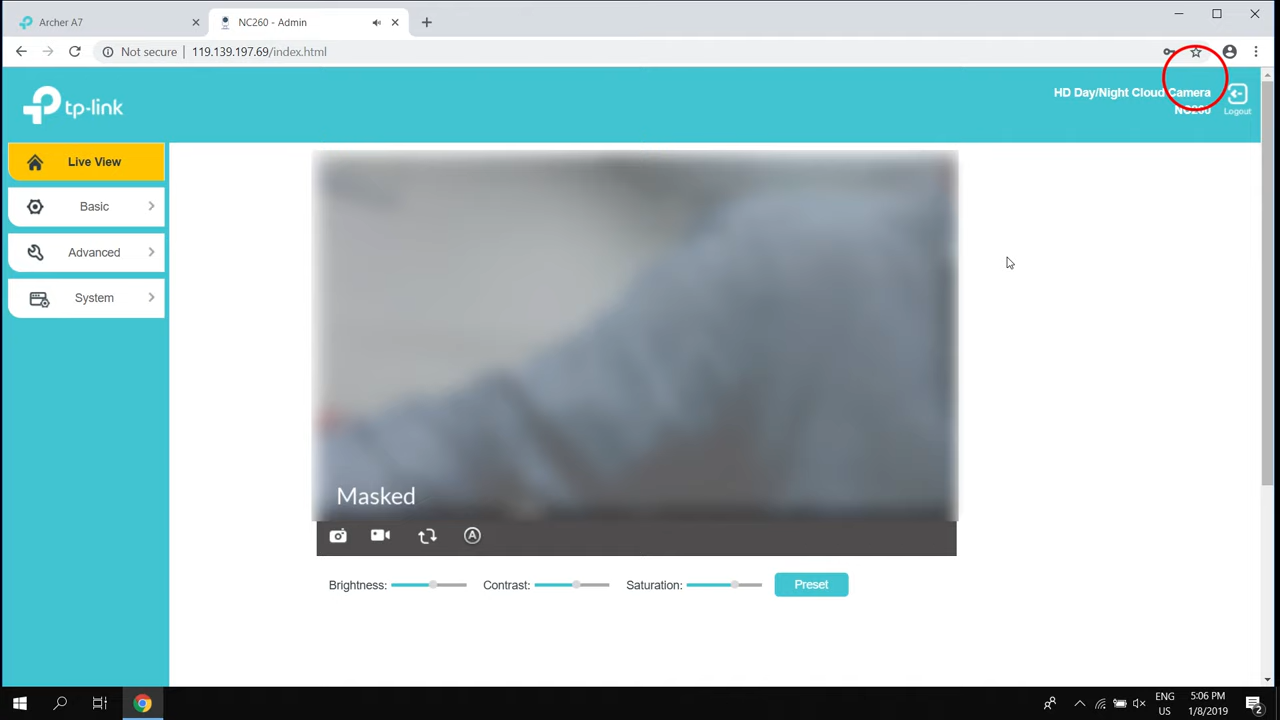 Archer A7
NC260 - Admin
Not secure
119.139.197.69/index.html
tp-link
HD Day/Night Cloud Camera
NC260
Logout
Live View
Basic
Advanced
System
Masked
A
Brightness:
Contrast:
Saturation:
Preset
ENG
US
5:06 PM
1/8/2019
2